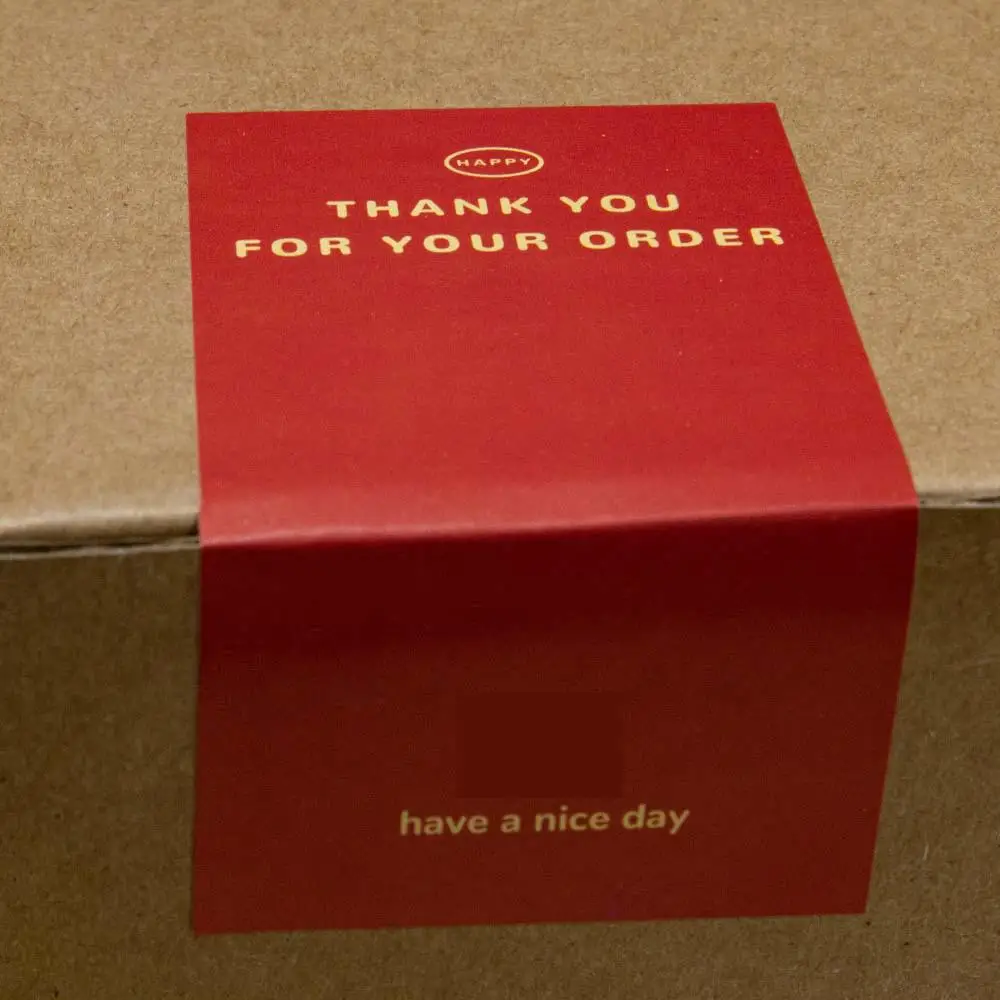 HAPPY
THANK YOU
FOR YOUR ORDER
have a nice day